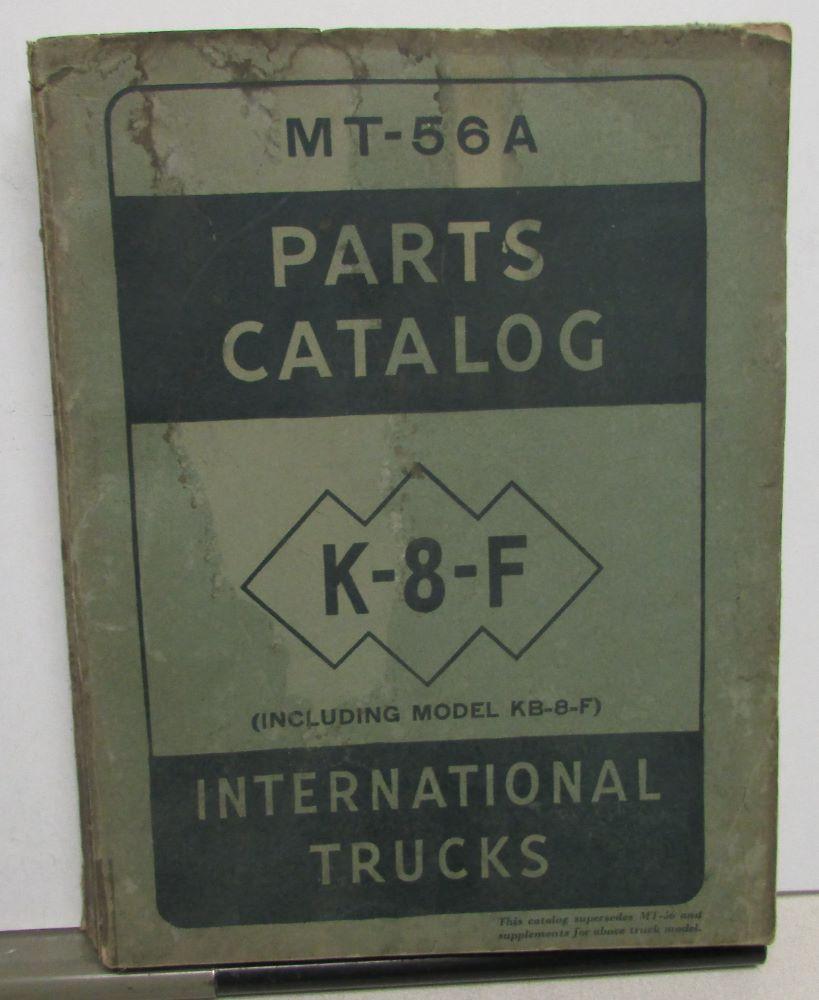 MT-56A
PARTS
CATALOG
K-8-F
(INCLUDING MODEL KB-8-F)
INTERNATIONAL
TRUCKS
This catalog supersedes MT-56 and
supplements for above truck model.